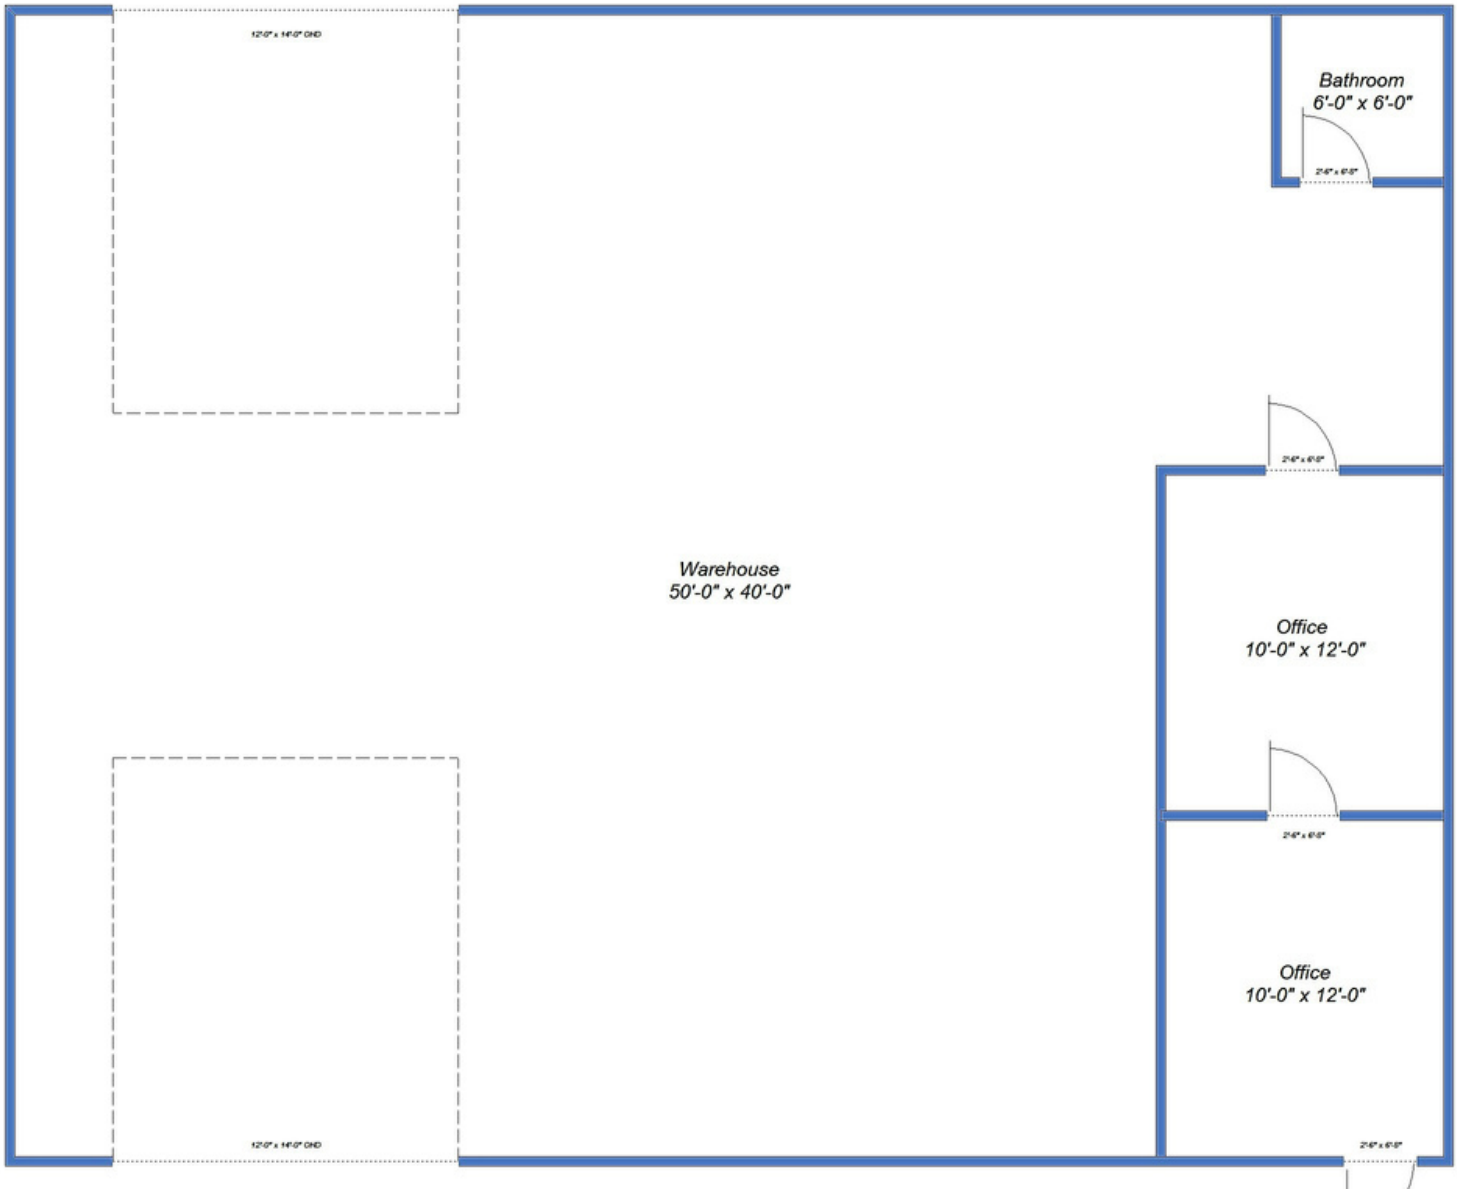 12'-0" x 14'-0" OHD
Bathroom
6'-0" x 6'-0"
2'-6" x 6'-8"
2'-6" x 6'-8"
Warehouse
50'-0" x 40'-0"
Office
10'-0" x 12'-0"
2'-6" x 6'-8"
Office
10'-0" x 12'-0"
12'-0" x 14'-0" OHD
2'-6" x 6'-8"